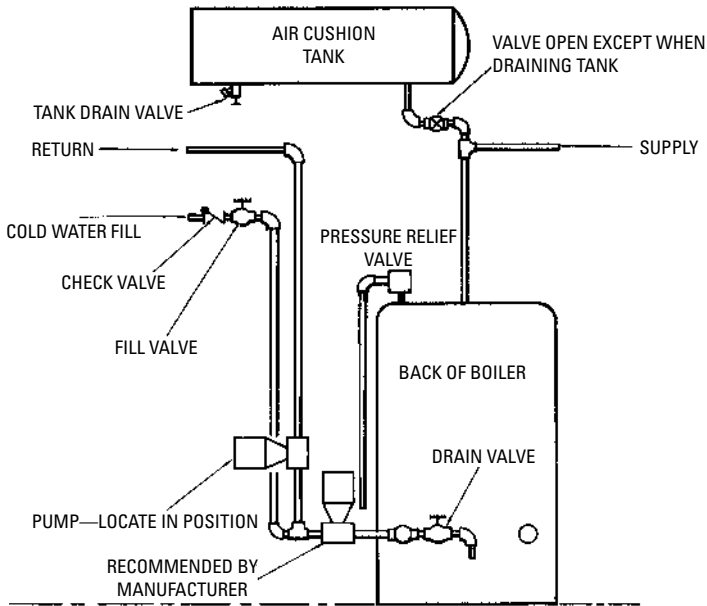 AIR CUSHION
TANK
VALVE OPEN EXCEPT WHEN
DRAINING TANK
TANK DRAIN VALVE
RETURN
SUPPLY
COLD WATER FILL
PRESSURE RELIEF
VALVE
CHECK VALVE
FILL VALVE
BACK OF BOILER
DRAIN VALVE
PUMP—LOCATE IN POSITION
RECOMMENDED BY
MANUFACTURER